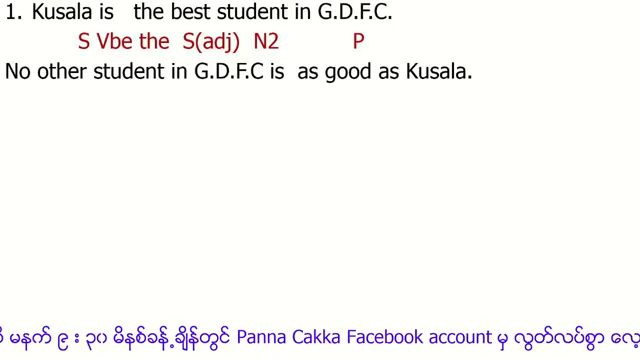 1. Kusala is the best student in G.D.F.C.
S Vbe the S(adj) N2 P
No other student in G.D.F.C is as good as Kusala.
မနက် ၉ း ၃၀ မိနစ်ခန့်ချိန်တွင် Panna Cakka Facebook account မှ လွတ်လပ်စွာ